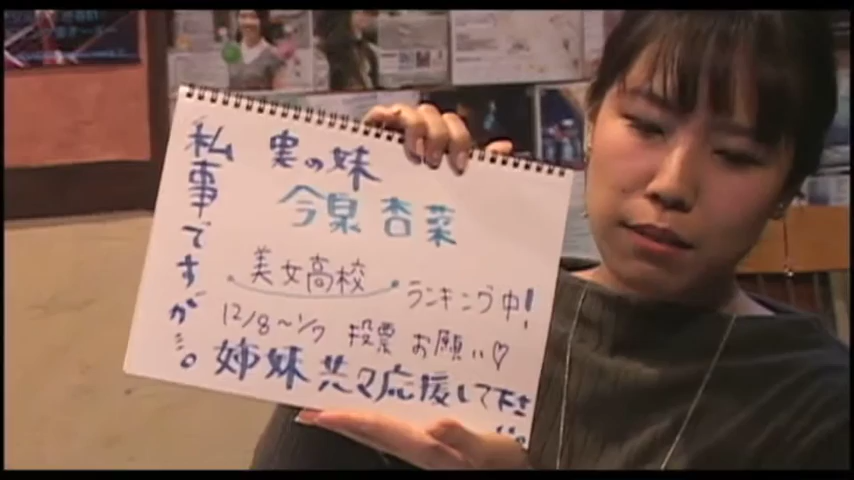 私事ですが…。
実の妹
今泉杏菜
美女高校
ランキング中!
12/8〜1/7 投票お願い♡
姉妹共々応援して下さい。